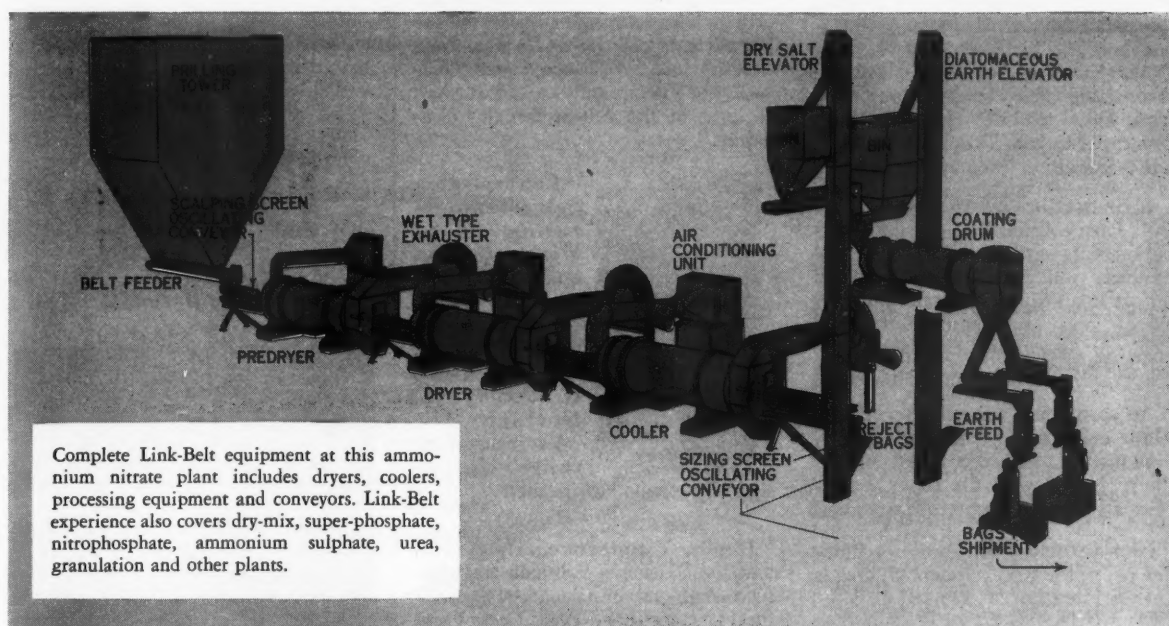 PRILLING
TOWER
SCALPING SCREEN
OSCILLATING
CONVEYOR
BELT FEEDER
PREDRYER
WET TYPE
EXHAUSTER
DRYER
AIR
CONDITIONING
UNIT
COOLER
DRY SALT
ELEVATOR
DIATOMACEOUS
EARTH ELEVATOR
BIN
BIN
COATING
DRUM
REJECT
BAGS
EARTH
FEED
SIZING SCREEN
OSCILLATING
CONVEYOR
BAGS TO
SHIPMENT
Complete Link-Belt equipment at this ammo-
nium nitrate plant includes dryers, coolers,
processing equipment and conveyors. Link-Belt
experience also covers dry-mix, super-phosphate,
nitrophosphate, ammonium sulphate, urea,
granulation and other plants.